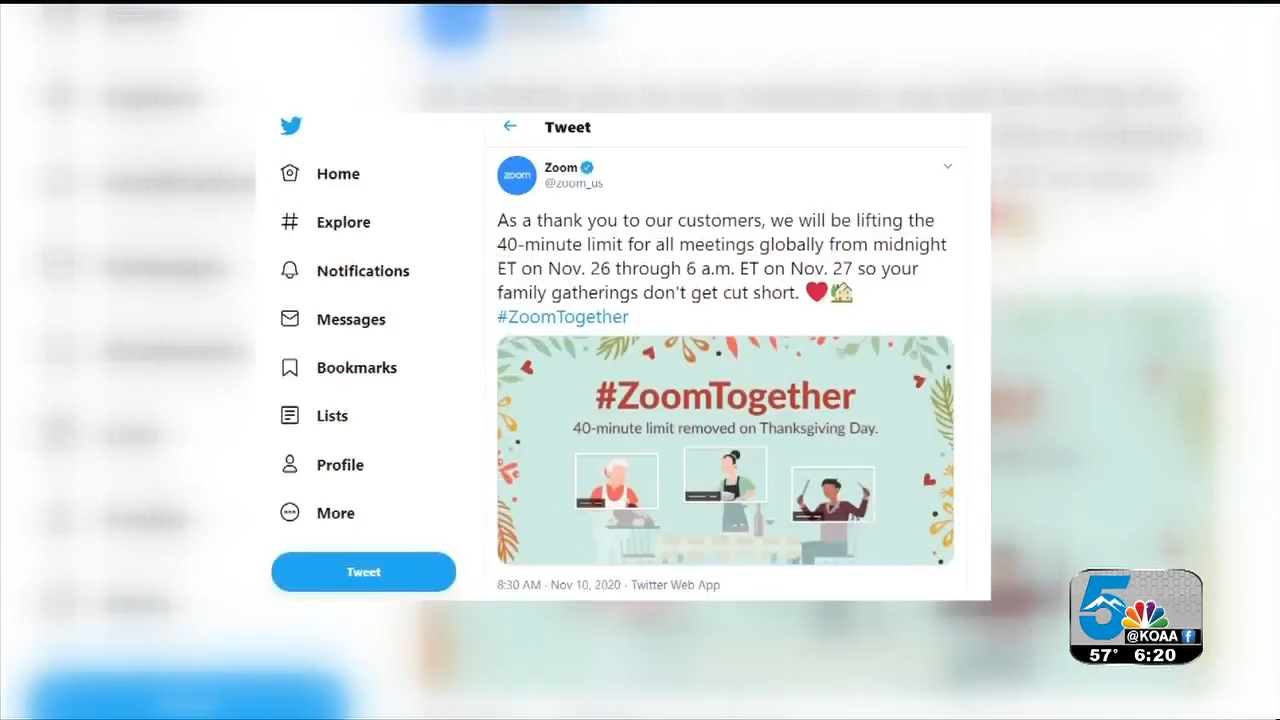 Tweet
Home
Explore
Notifications
Messages
Bookmarks
Lists
Profile
More
Tweet
zoom
Zoom
@zoom_us
As a thank you to our customers, we will be lifting the
40-minute limit for all meetings globally from midnight
ET on Nov. 26 through 6 a.m. ET on Nov. 27 so your
family gatherings don't get cut short. ❤️🏡
#ZoomTogether
#ZoomTogether
40-minute limit removed on Thanksgiving Day.
8:30 AM · Nov 10, 2020 · Twitter Web App
5
@KOAA f
57° 6:20